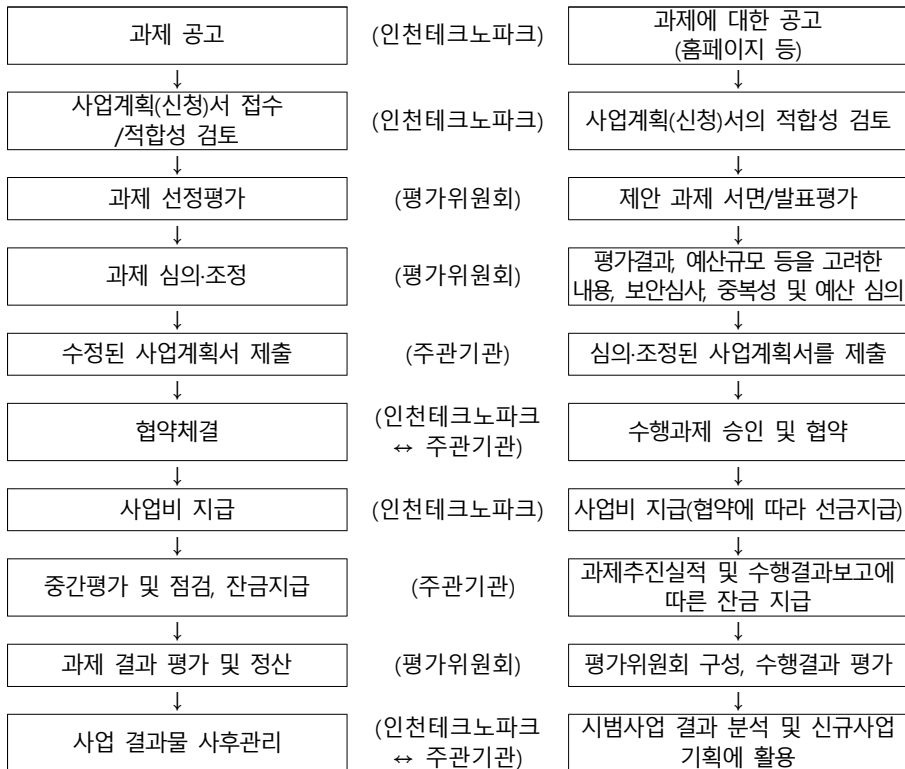 과제 공고
(인천테크노파크)
과제에 대한 공고
(홈페이지 등)
↓
↓
사업계획(신청)서 접수
/적합성 검토
(인천테크노파크)
사업계획(신청)서의 적합성 검토
↓
↓
과제 선정평가
(평가위원회)
제안 과제 서면/발표평가
↓
↓
과제 심의·조정
(평가위원회)
평가결과, 예산규모 등을 고려한
내용, 보안심사, 중복성 및 예산 심의
↓
↓
수정된 사업계획서 제출
(주관기관)
심의·조정된 사업계획서를 제출
↓
↓
협약체결
(인천테크노파크
↔ 주관기관)
수행과제 승인 및 협약
↓
↓
사업비 지급
(인천테크노파크)
사업비 지급(협약에 따라 선금지급)
↓
↓
중간평가 및 점검, 잔금지급
(주관기관)
과제추진실적 및 수행결과보고에
따른 잔금 지급
↓
↓
과제 결과 평가 및 정산
(평가위원회)
평가위원회 구성, 수행결과 평가
↓
↓
사업 결과물 사후관리
(인천테크노파크
↔ 주관기관)
시범사업 결과 분석 및 신규사업
기획에 활용